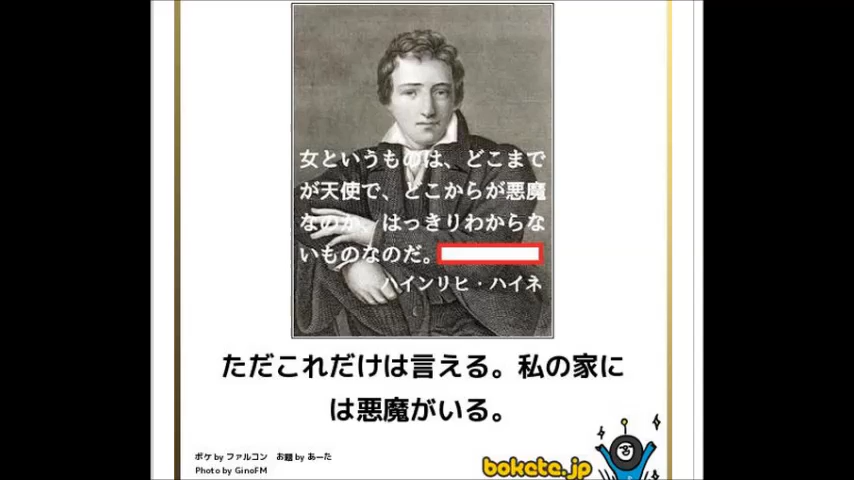 女というものは、どこまで
が天使で、どこからが悪魔
なのか、はっきりわからな
いものなのだ。
ハインリヒ・ハイネ
ただこれだけは言える。私の家に
は悪魔がいる。
ボケ by ファルコン お題 by あーた
Photo by GinoFM
bokete.jp